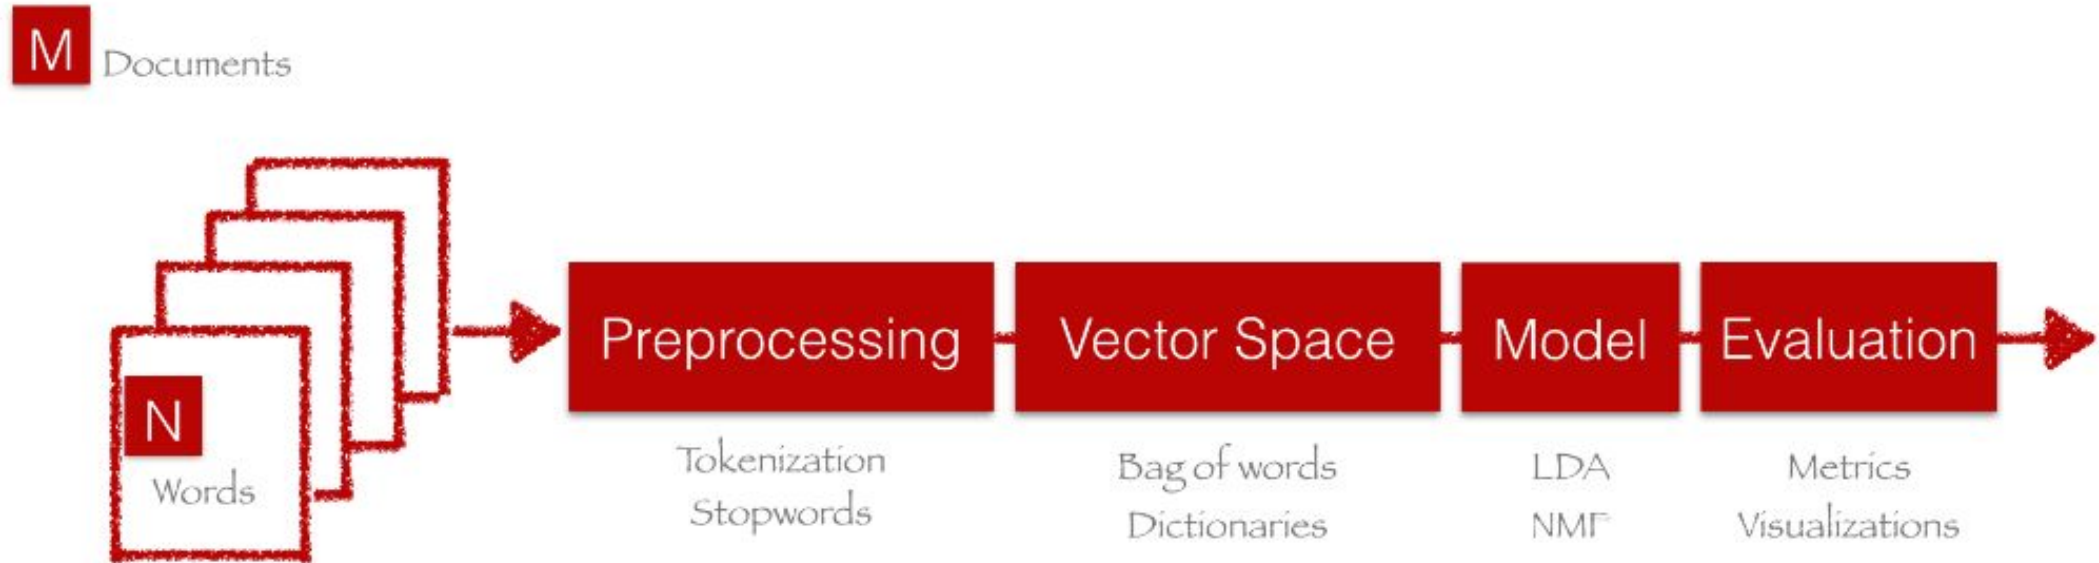 M Documents
N
Words
Preprocessing
Tokenization
Stopwords
Vector Space
Bag of words
Dictionaries
Model
LDA
NMF
Evaluation
Metrics
Visualizations